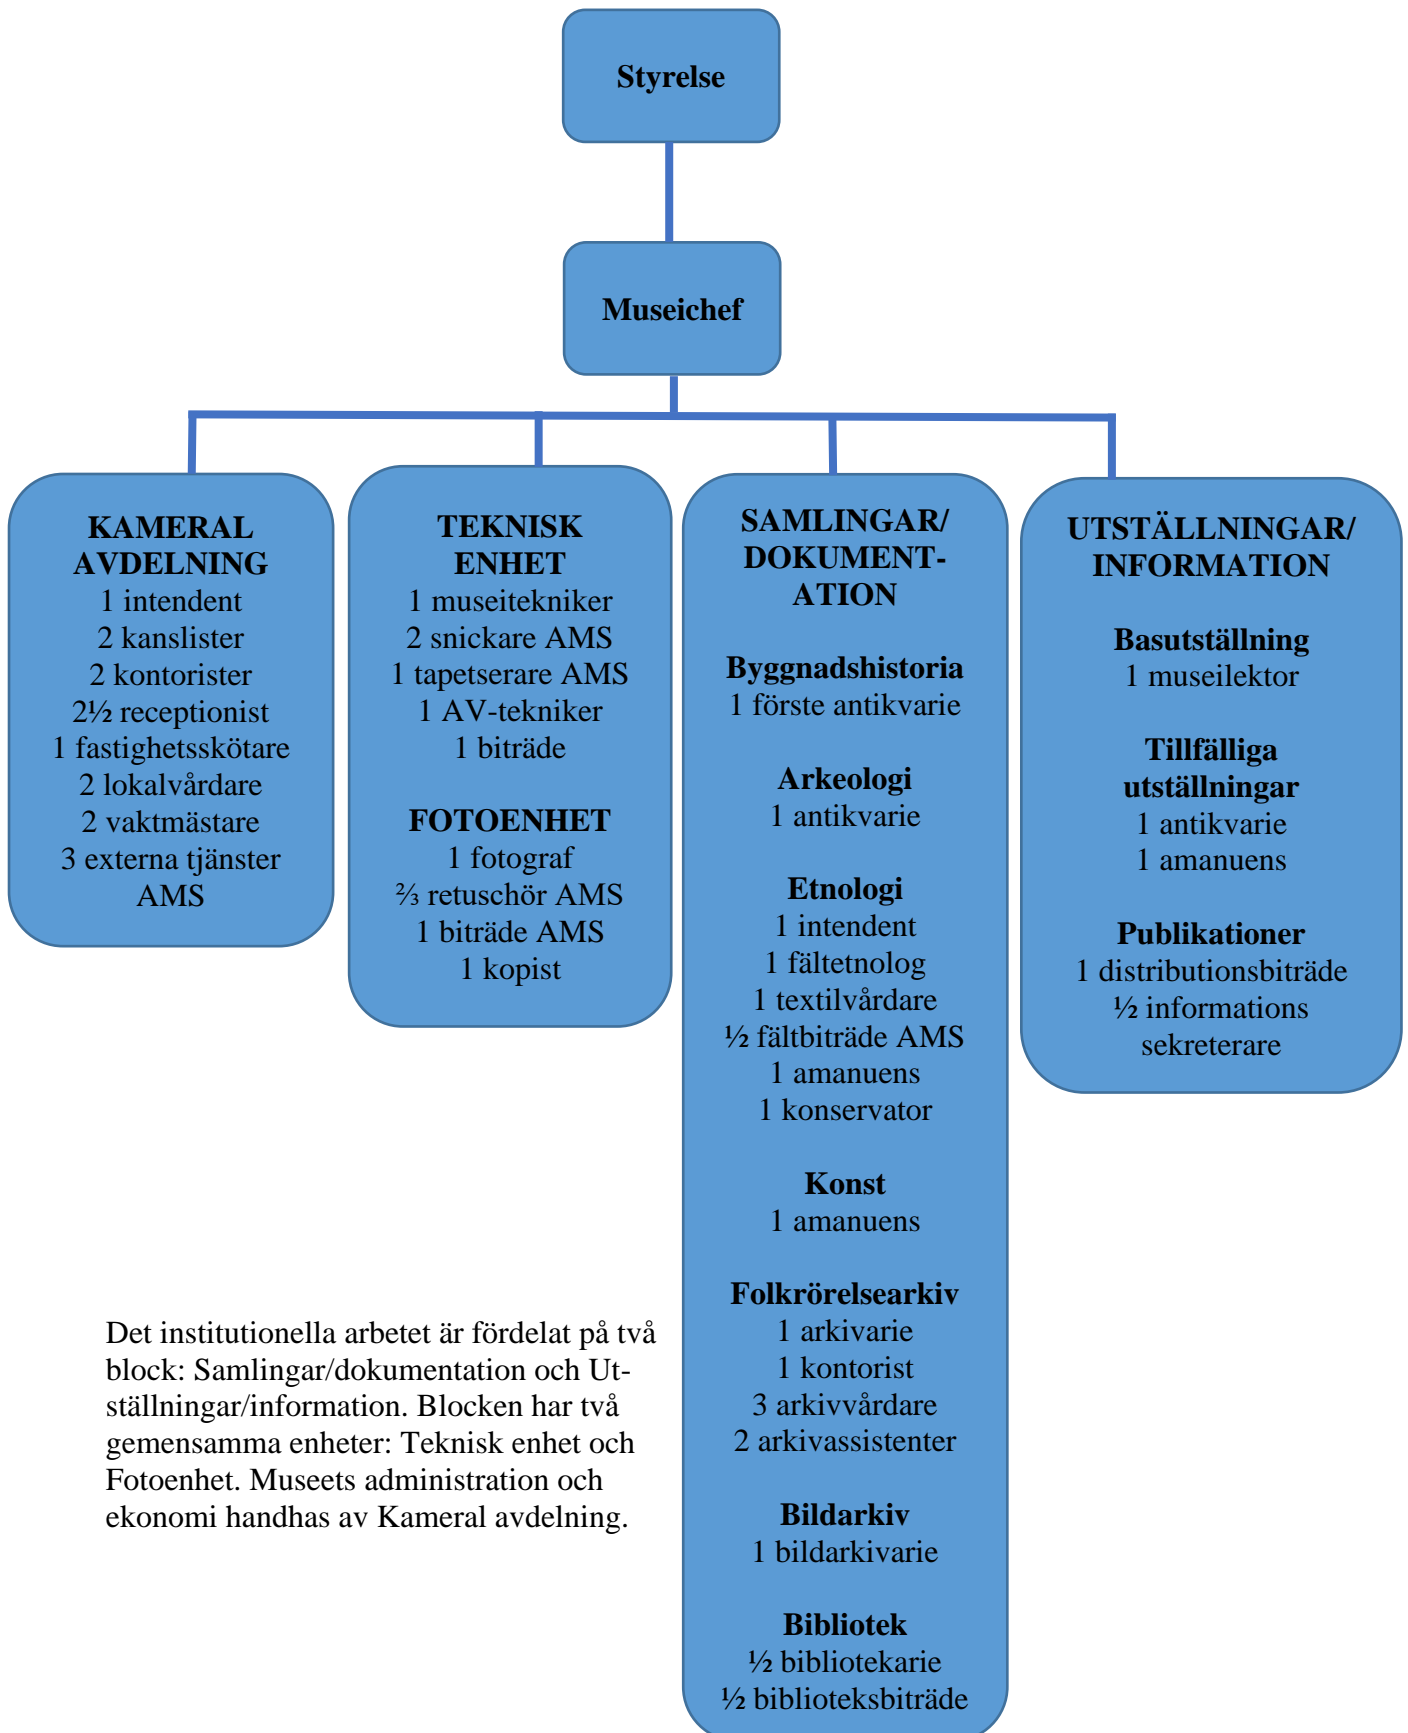 Styrelse
Museichef
KAMERAL
AVDELNING
1 intendent
2 kanslister
2 kontorister
2½ receptionist
1 fastighetsskötare
2 lokalvårdare
2 vaktmästare
3 externa tjänster
AMS
TEKNISK
ENHET
1 museitekniker
2 snickare AMS
1 tapetserare AMS
1 AV-tekniker
1 biträde
FOTOENHET
1 fotograf
⅔ retuschör AMS
1 biträde AMS
1 kopist
SAMLINGAR/
DOKUMENT-
ATION
Byggnadshistoria
1 förste antikvarie
Arkeologi
1 antikvarie
Etnologi
1 intendent
1 fältetnolog
1 textilvårdare
½ fältbiträde AMS
1 amanuens
1 konservator
Konst
1 amanuens
Folkrörelsearkiv
1 arkivarie
1 kontorist
3 arkivvårdare
2 arkivassistenter
Bildarkiv
1 bildarkivarie
Bibliotek
½ bibliotekarie
½ biblioteksbiträde
UTSTÄLLNINGAR/
INFORMATION
Basutställning
1 museilektor
Tillfälliga
utställningar
1 antikvarie
1 amanuens
Publikationer
1 distributionsbiträde
½ informations
sekreterare
Det institutionella arbetet är fördelat på två
block: Samlingar/dokumentation och Ut-
ställningar/information. Blocken har två
gemensamma enheter: Teknisk enhet och
Fotoenhet. Museets administration och
ekonomi handhas av Kameral avdelning.